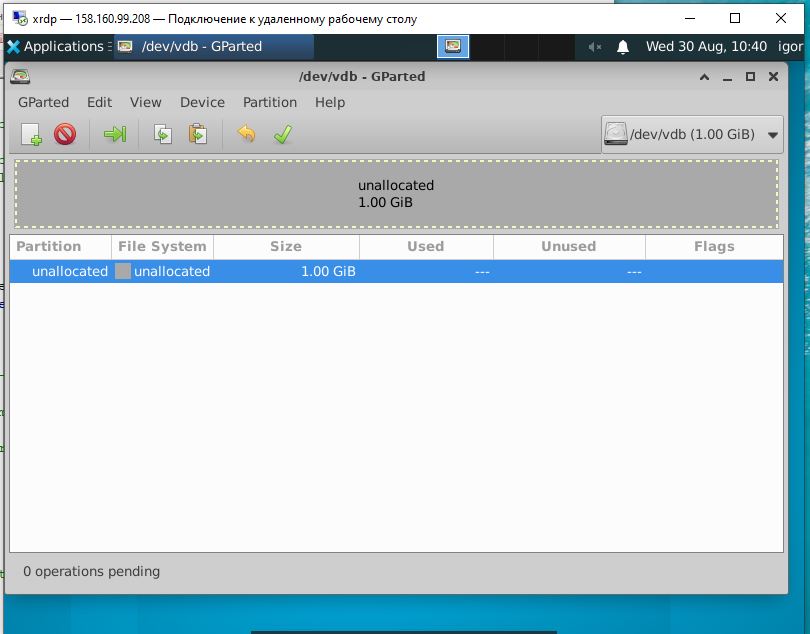 xrdp — 158.160.99.208 — Подключение к удаленному рабочему столу
Applications /dev/vdb - GParted Wed 30 Aug, 10:40 igor
/dev/vdb - GParted
GParted Edit View Device Partition Help
/dev/vdb (1.00 GiB)
unallocated
1.00 GiB
Partition File System Size Used Unused Flags
unallocated unallocated 1.00 GiB --- ---
0 operations pending